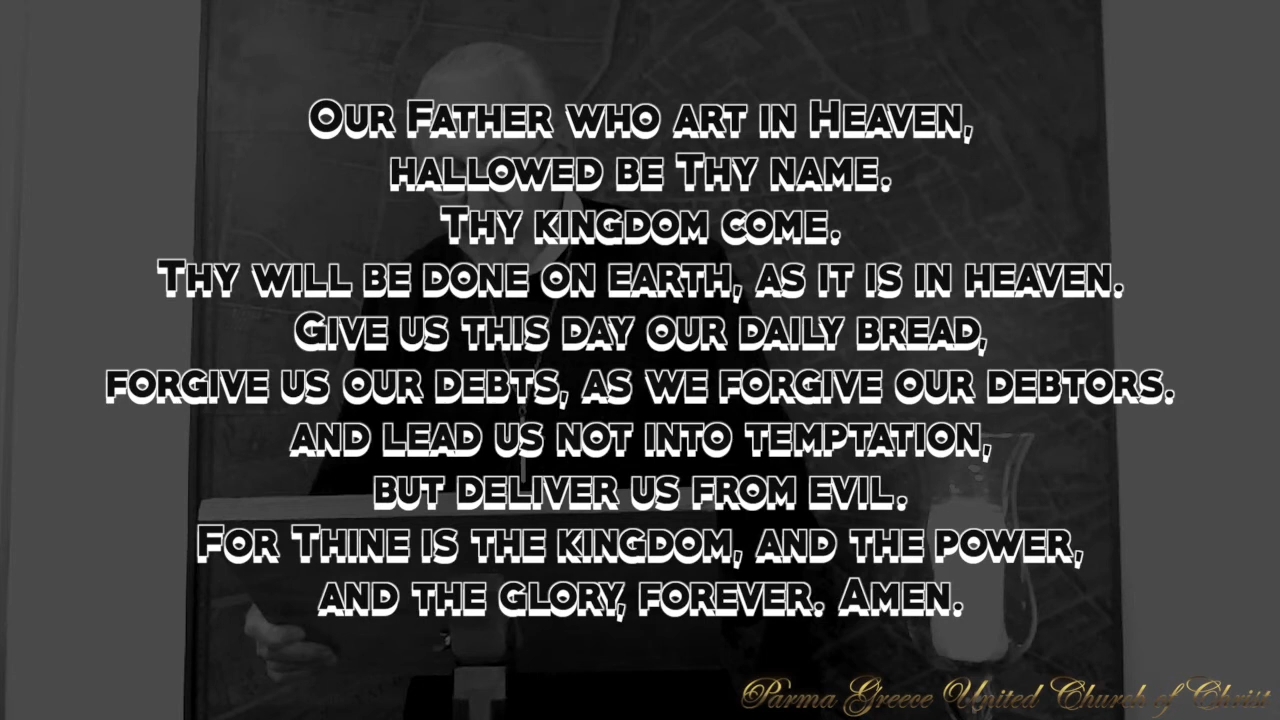 Our Father who art in Heaven,
hallowed be Thy name.
Thy kingdom come.
Thy will be done on earth, as it is in heaven.
Give us this day our daily bread,
forgive us our debts, as we forgive our debtors.
and lead us not into temptation,
but deliver us from evil.
For Thine is the kingdom, and the power,
and the glory, forever. Amen.
Parma Greece United Church of Christ